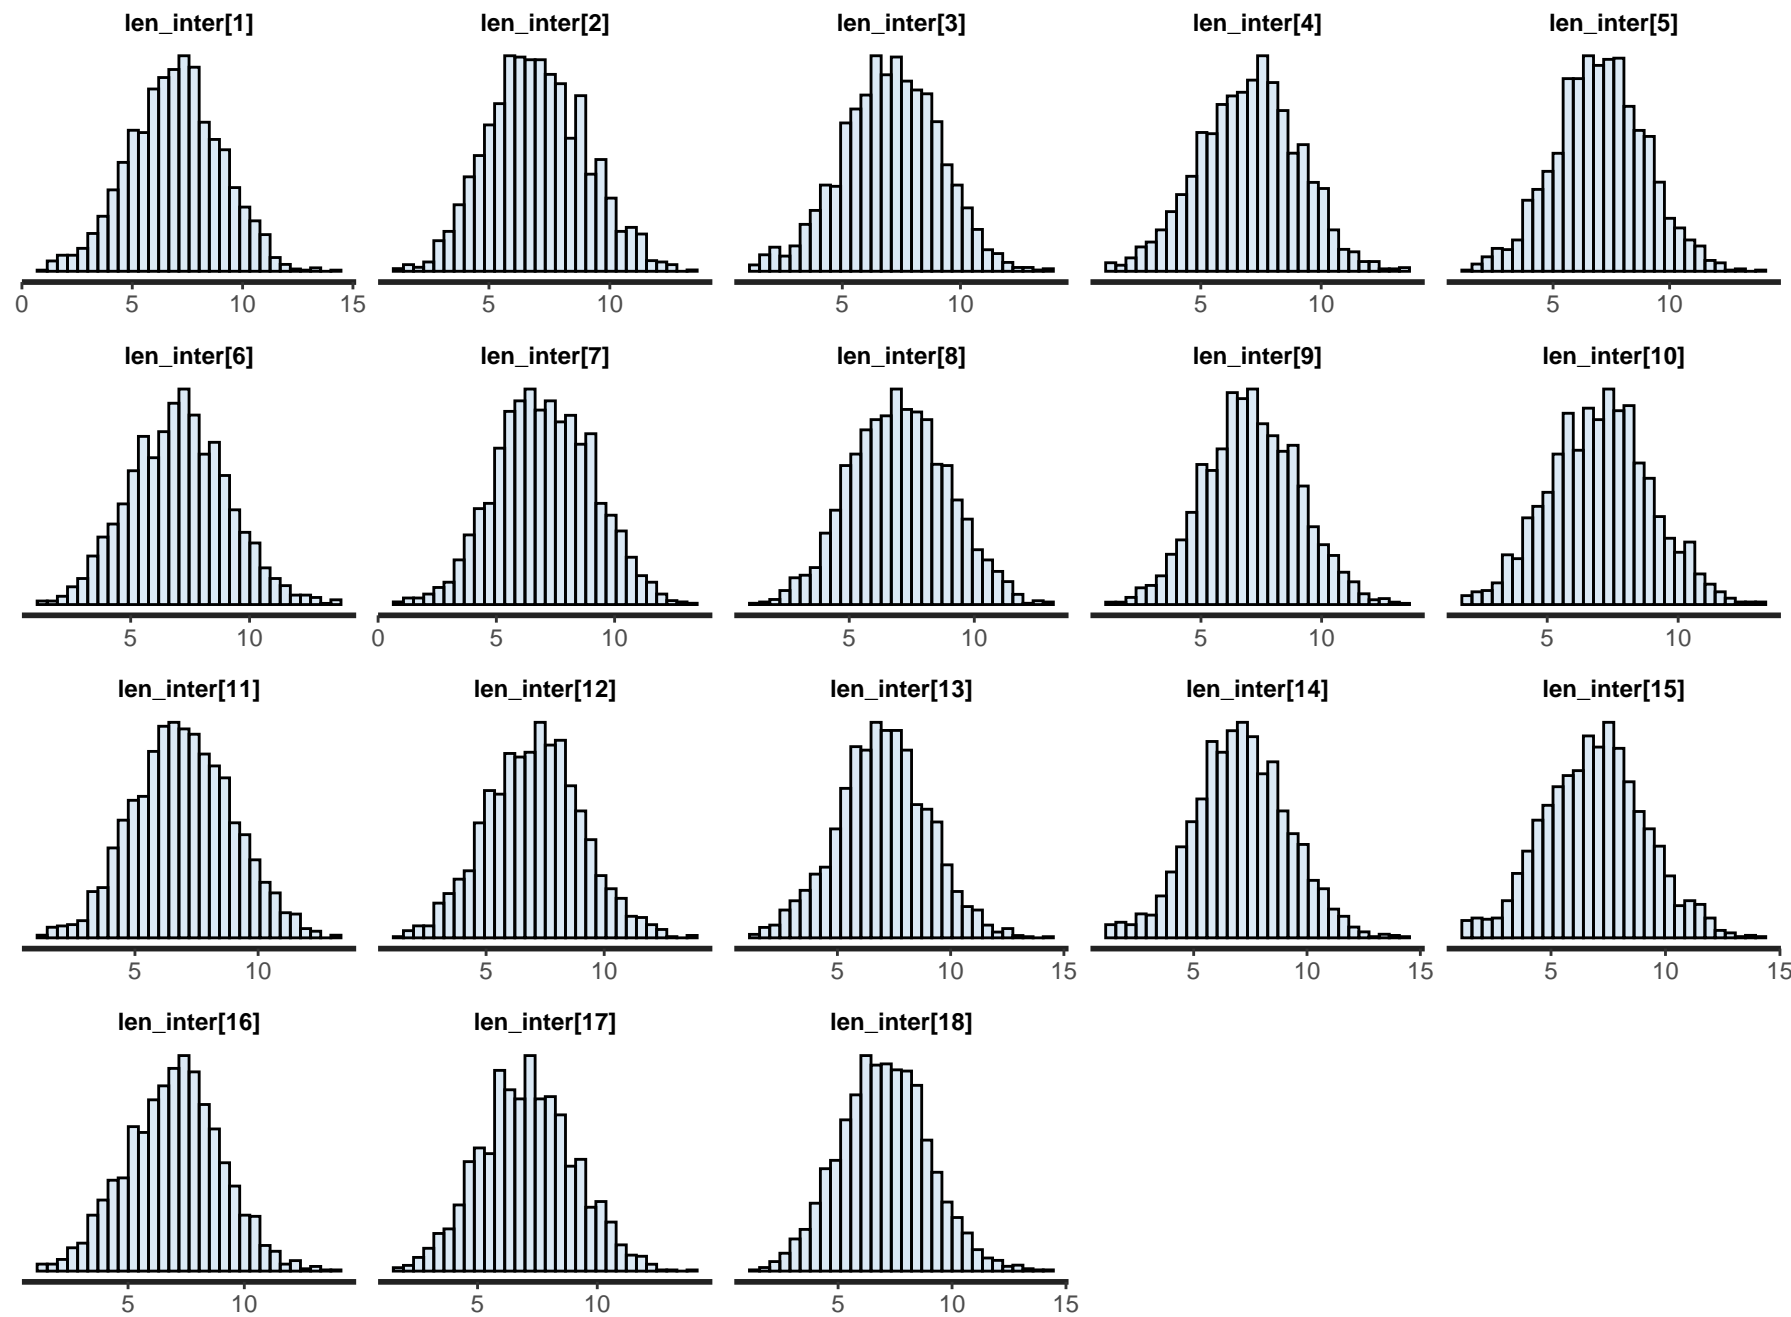 len_inter[1] len_inter[2] len_inter[3] len_inter[4] len_inter[5]
0 5 10 15 5 10 5 10 5 10 5 10
len_inter[6] len_inter[7] len_inter[8] len_inter[9] len_inter[10]
5 10 0 5 10 5 10 5 10 5 10
len_inter[11] len_inter[12] len_inter[13] len_inter[14] len_inter[15]
5 10 5 10 5 10 15 5 10 15 5 10 15
len_inter[16] len_inter[17] len_inter[18]
5 10 5 10 5 10 15